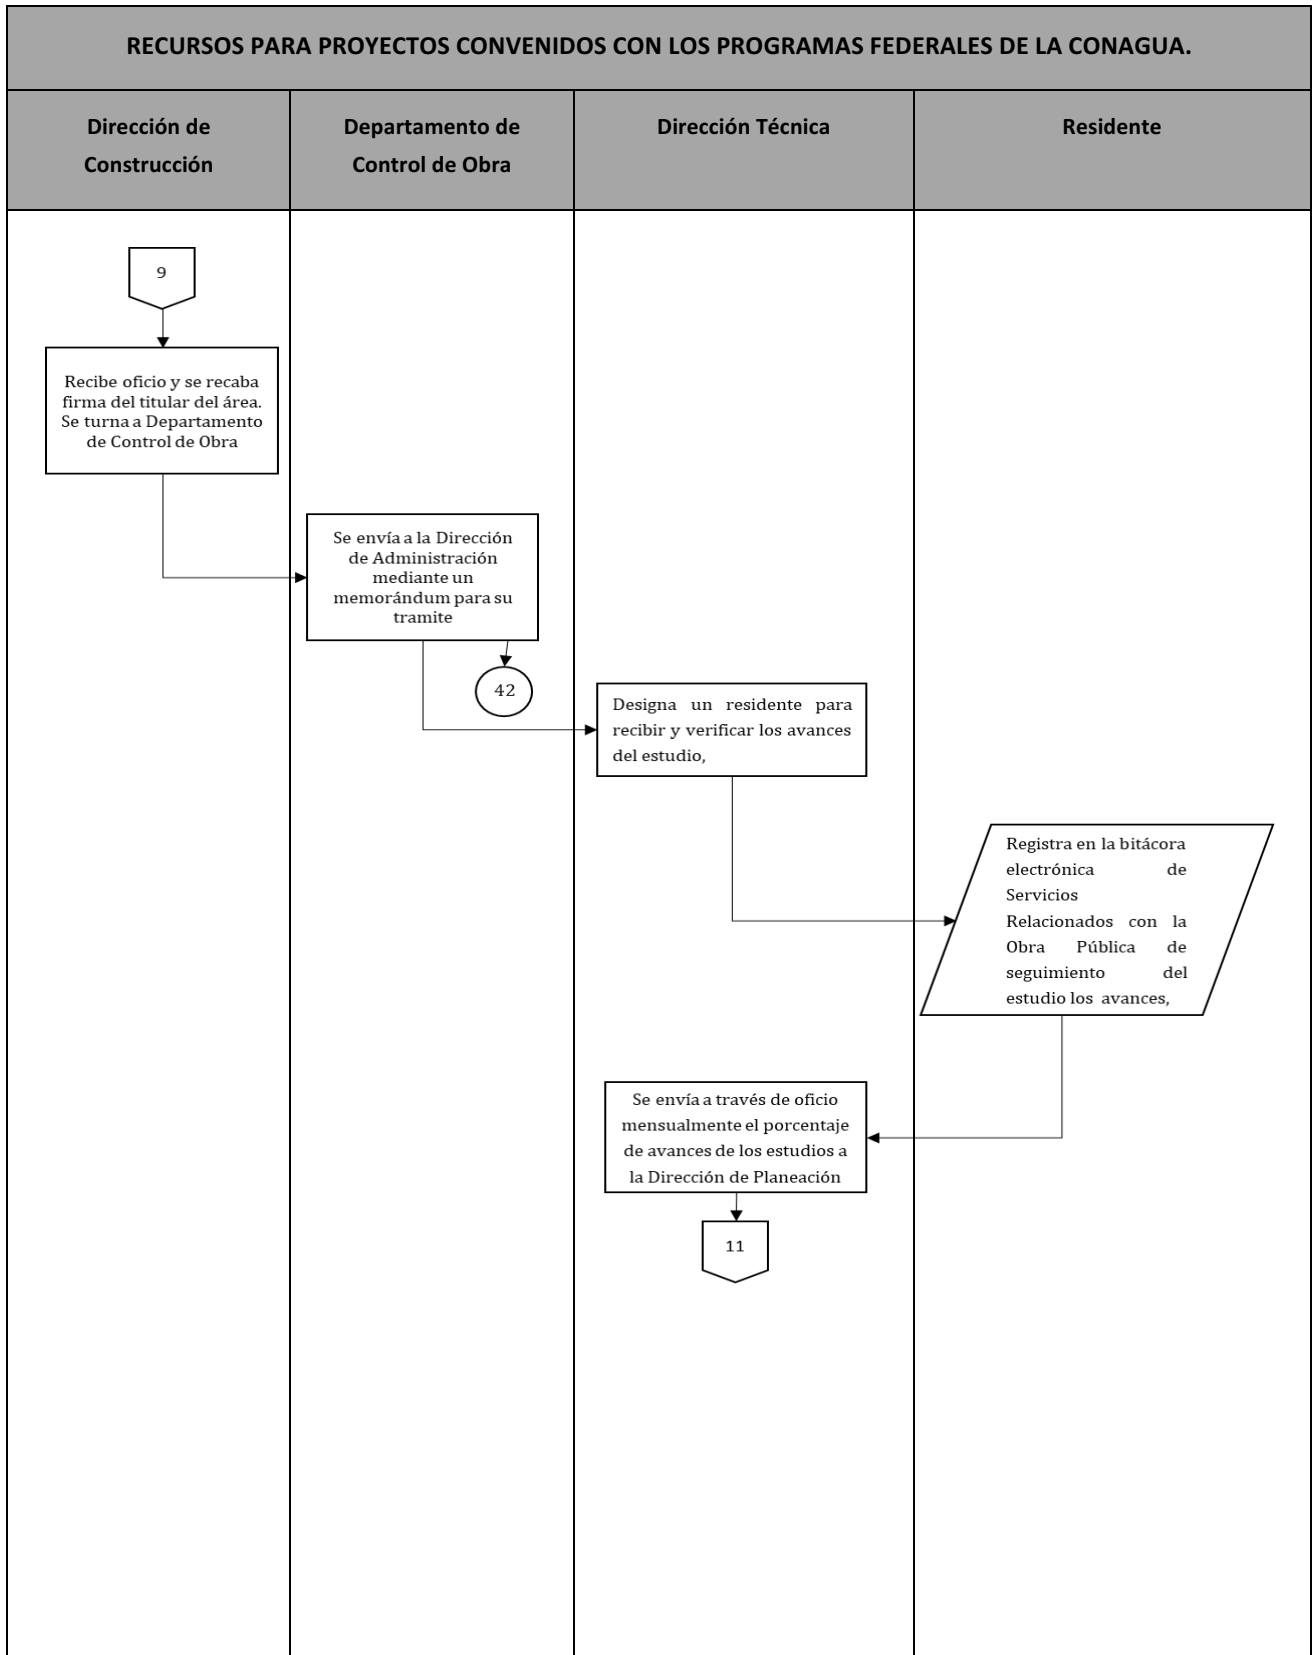 RECURSOS PARA PROYECTOS CONVENIDOS CON LOS PROGRAMAS FEDERALES DE LA CONAGUA.
Dirección de
Construcción
Departamento de
Control de Obra
Dirección Técnica
Residente
9
Recibe oficio y se recaba
firma del titular del área.
Se turna a Departamento
de Control de Obra
Se envía a la Dirección
de Administración
mediante un
memorándum para su
tramite
42
Designa un residente para
recibir y verificar los avances
del estudio,
Registra en la bitácora
electrónica de
Servicios
Relacionados con la
Obra Pública de
seguimiento del
estudio los avances,
Se envía a través de oficio
mensualmente el porcentaje
de avances de los estudios a
la Dirección de Planeación
11